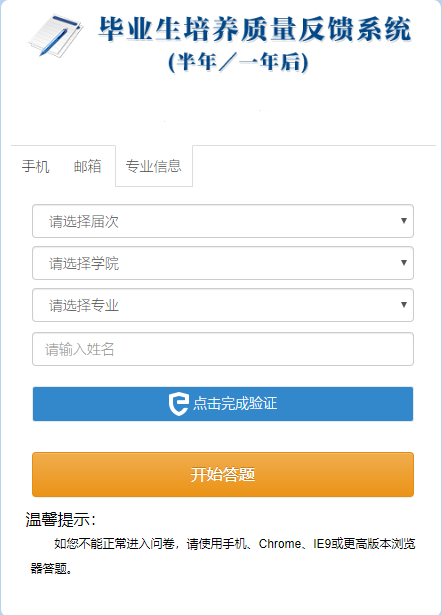 毕业生培养质量反馈系统
(半年／一年后)
手机 邮箱 专业信息
请选择届次
请选择学院
请选择专业
请输入姓名
点击完成验证
开始答题
温馨提示：
如您不能正常进入问卷，请使用手机、Chrome、IE9或更高版本浏览
器答题。